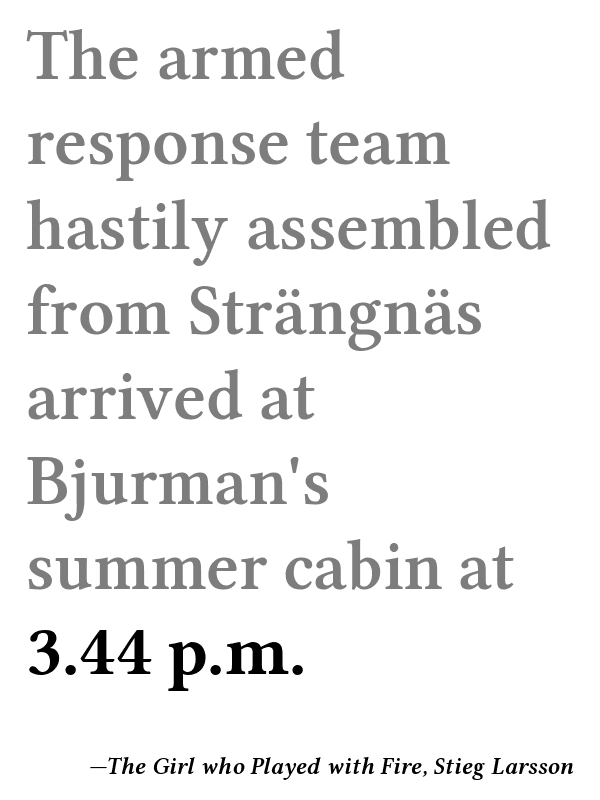 The armed
response team
hastily assembled
from Strängnäs
arrived at
Bjurman's
summer cabin at
3.44 p.m.
—The Girl who Played with Fire, Stieg Larsson